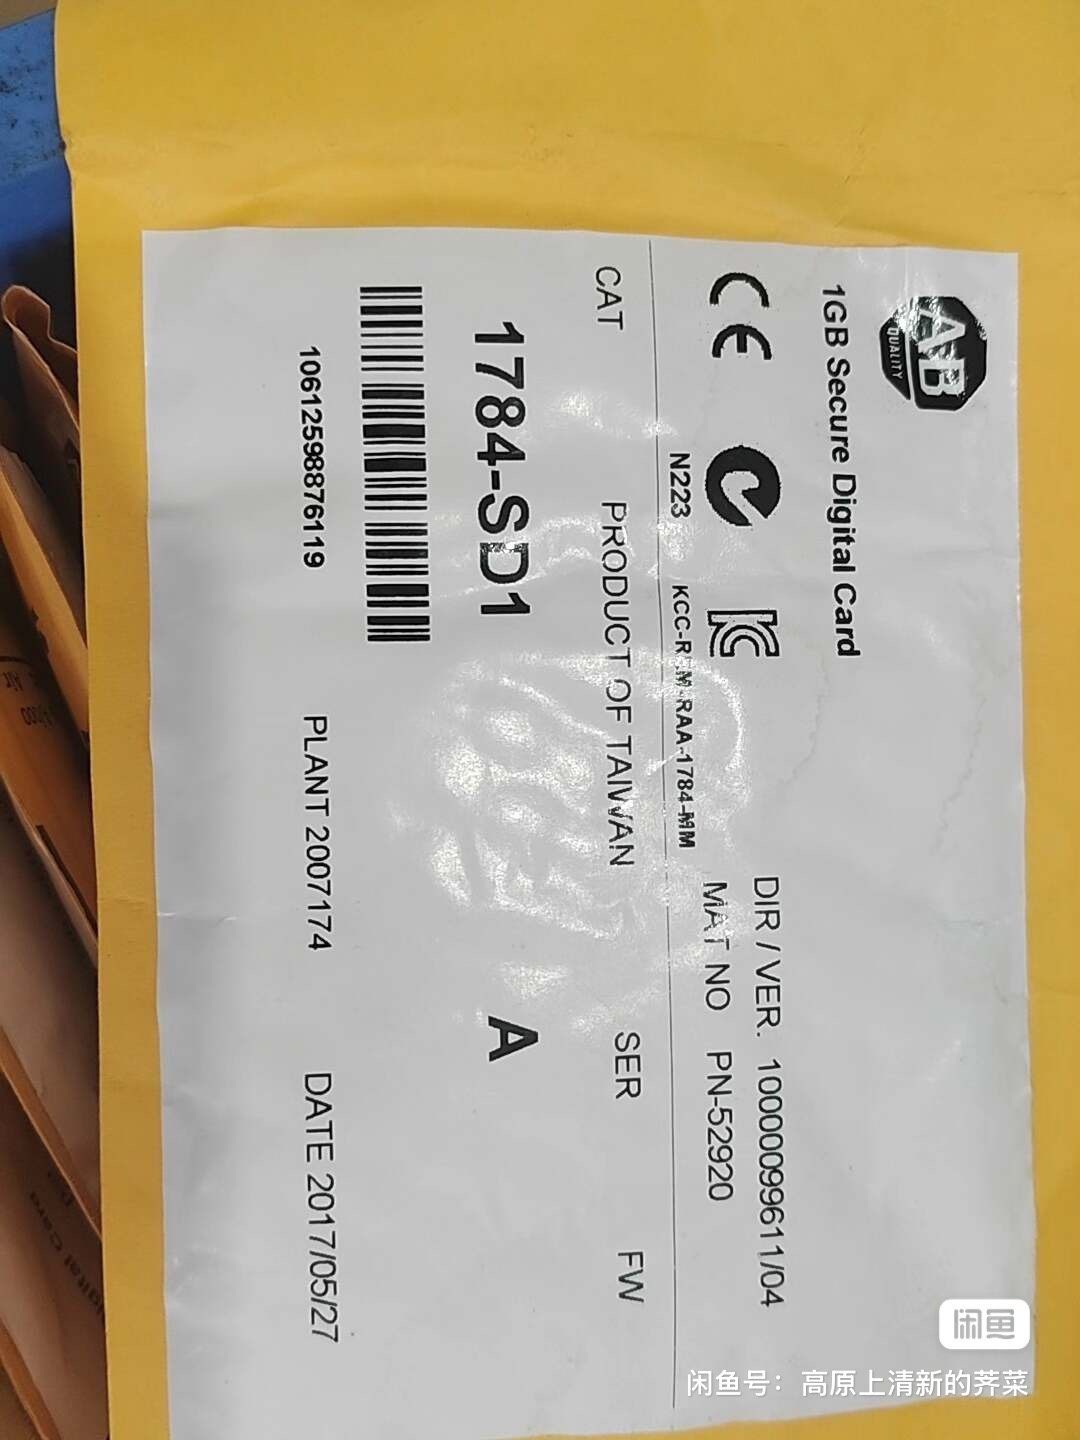 AB
QUALITY
1GB Secure Digital Card
DIR / VER. 10000099611/04
MAT NO PN-52920
N223
KCC-REM-RAA-1784-MM
CAT PRODUCT OF TAIWAN SER FW
1784-SD1 A
10612598876119 PLANT 2007174 DATE 2017/05/27
闲鱼
闲鱼号：高原上清新的荠菜